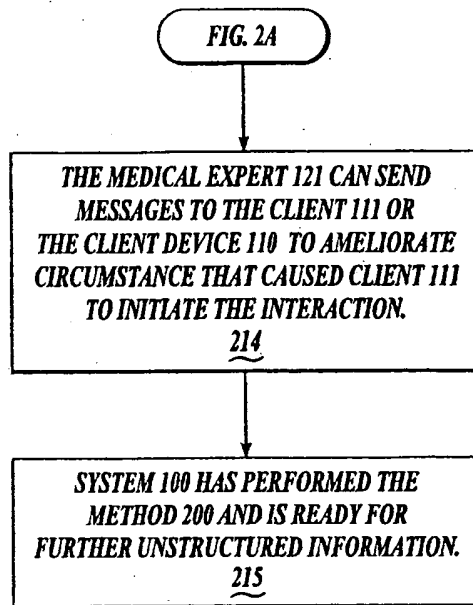 FIG. 2A
THE MEDICAL EXPERT 121 CAN SEND
MESSAGES TO THE CLIENT 111 OR
THE CLIENT DEVICE 110 TO AMELIORATE
CIRCUMSTANCE THAT CAUSED CLIENT 111
TO INITIATE THE INTERACTION.
214
SYSTEM 100 HAS PERFORMED THE
METHOD 200 AND IS READY FOR
FURTHER UNSTRUCTURED INFORMATION.
215